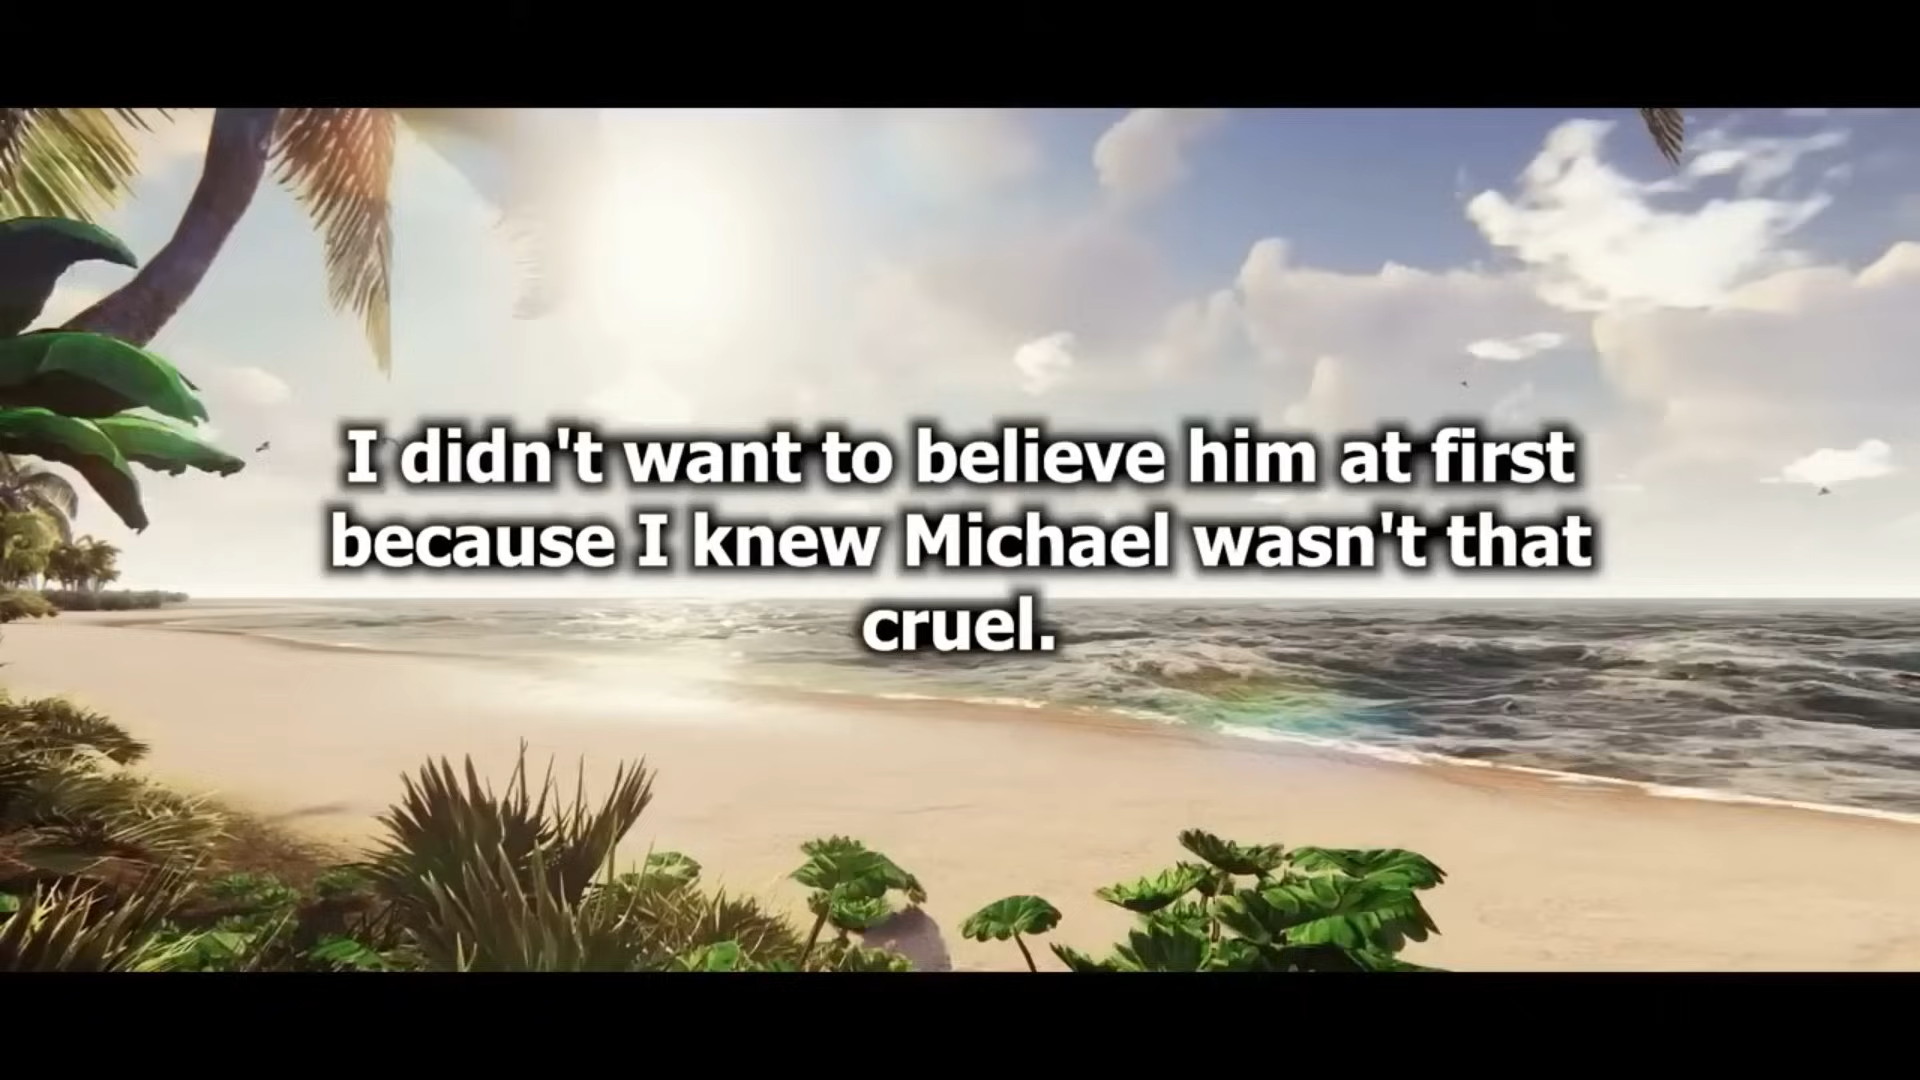 I didn't want to believe him at first
because I knew Michael wasn't that
cruel.